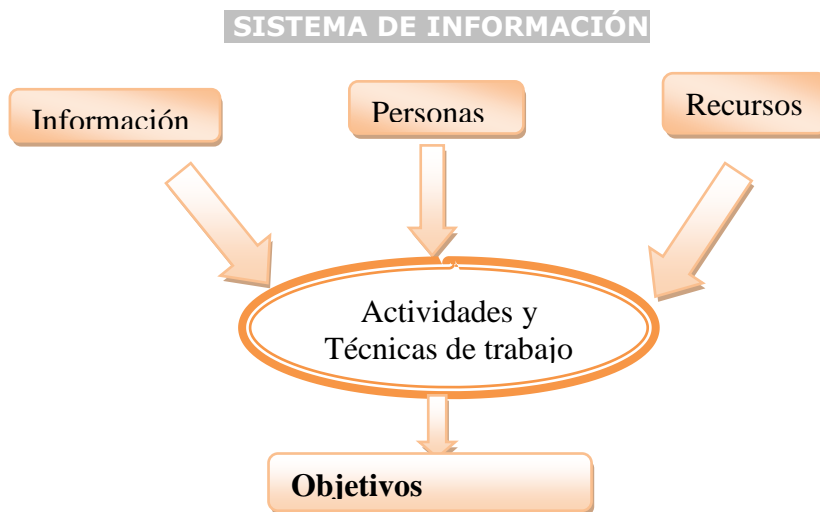 SISTEMA DE INFORMACIÓN
Información
Personas
Recursos
Actividades y
Técnicas de trabajo
Objetivos